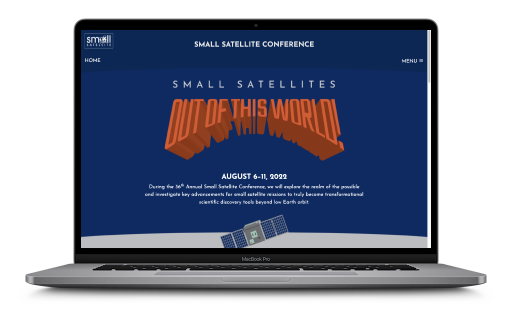 small
SATELLITE
SMALL SATELLITE CONFERENCE
HOME
MENU ≡
SMALL SATELLITES
OUT OF THIS WORLD!
AUGUST 6-11, 2022
During the 36th Annual Small Satellite Conference, we will explore the realm of the possible
and investigate key advancements for small satellite missions to truly become transformational
scientific discovery tools beyond low Earth orbit.
MacBook Pro